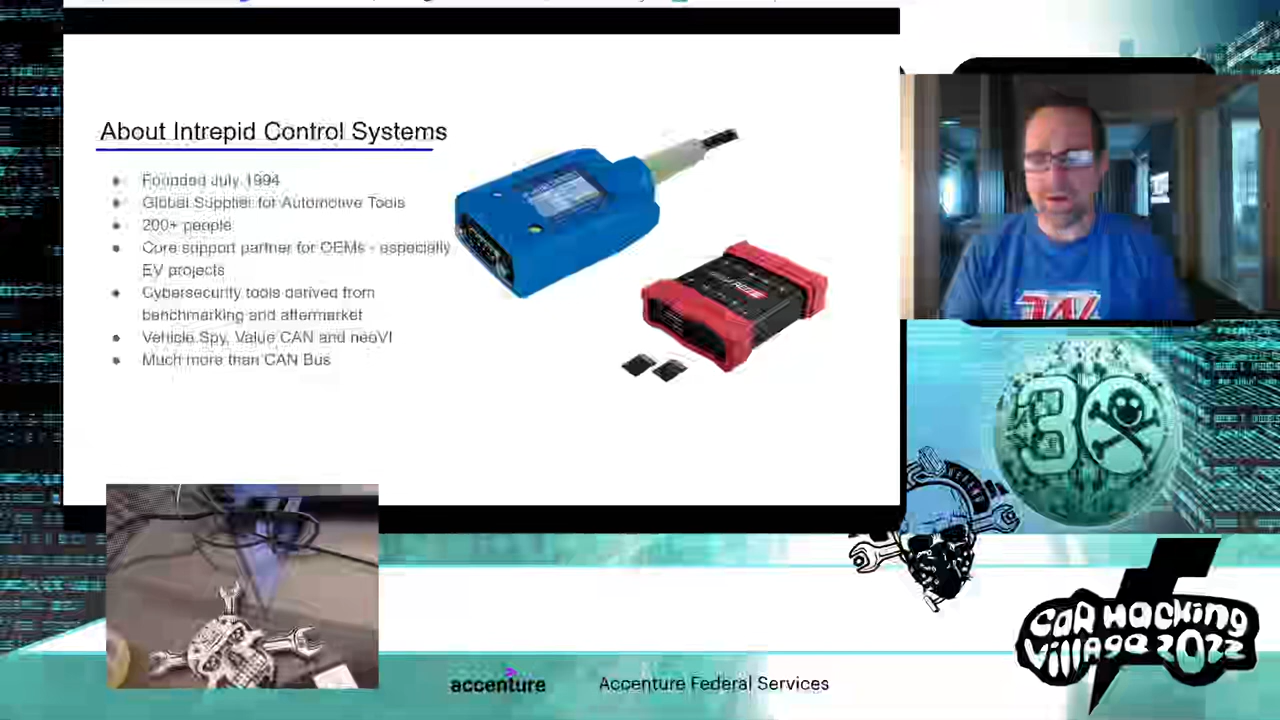 About Intrepid Control Systems
Founded July 1994
Global Supplier for Automotive Tools
200+ people
Core support partner for OEMs - especially
EV projects
Cybersecurity tools derived from
benchmarking and aftermarket
Vehicle Spy, Value CAN and neoVI
Much more than CAN Bus
30
CAR HACKING
VILLAGE 2022
accenture
Accenture Federal Services